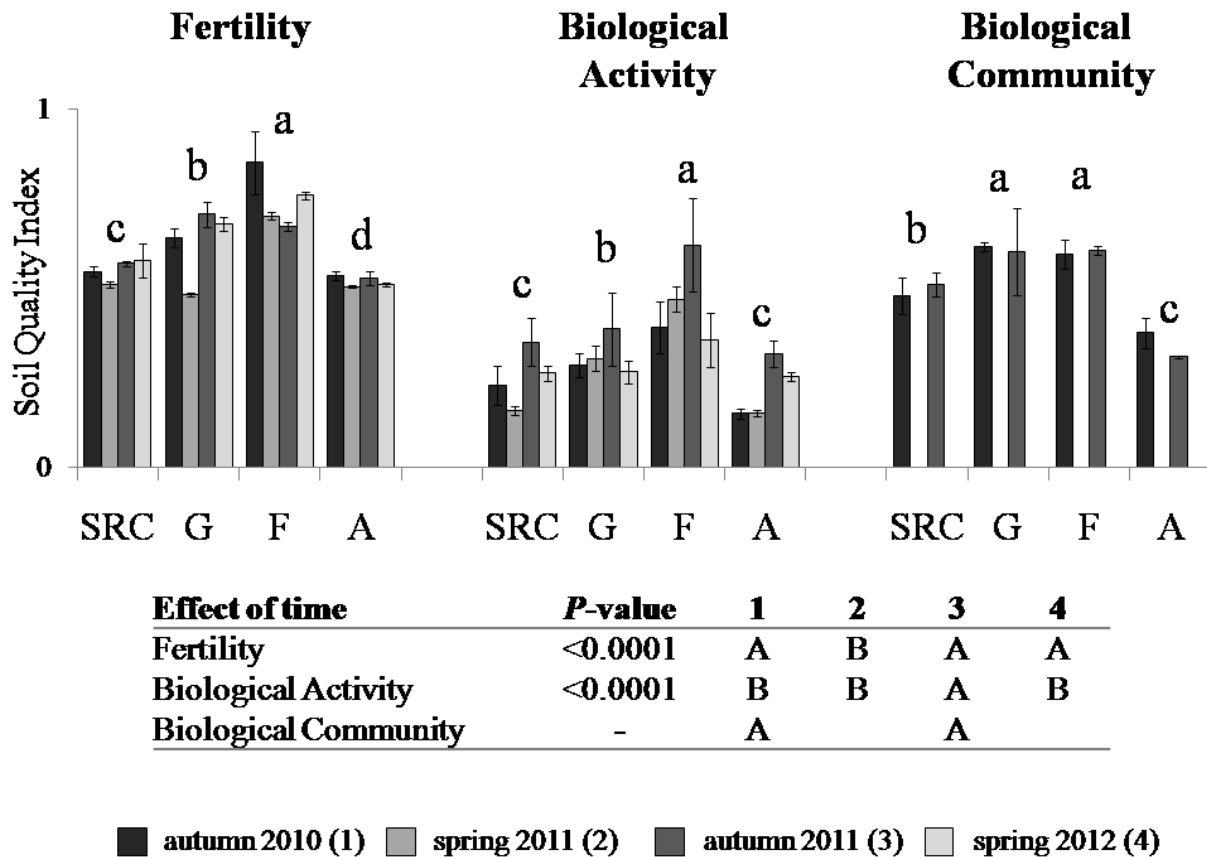 Fertility
Biological
Activity
Biological
Community
Soil Quality Index
1
0
c
b
a
d
c
b
a
c
b
a
a
c
SRC G F A
SRC G F A
SRC G F A
Effect of time P-value 1 2 3 4
Fertility <0.0001 A B A A
Biological Activity <0.0001 B B A B
Biological Community - A A
autumn 2010 (1) spring 2011 (2) autumn 2011 (3) spring 2012 (4)